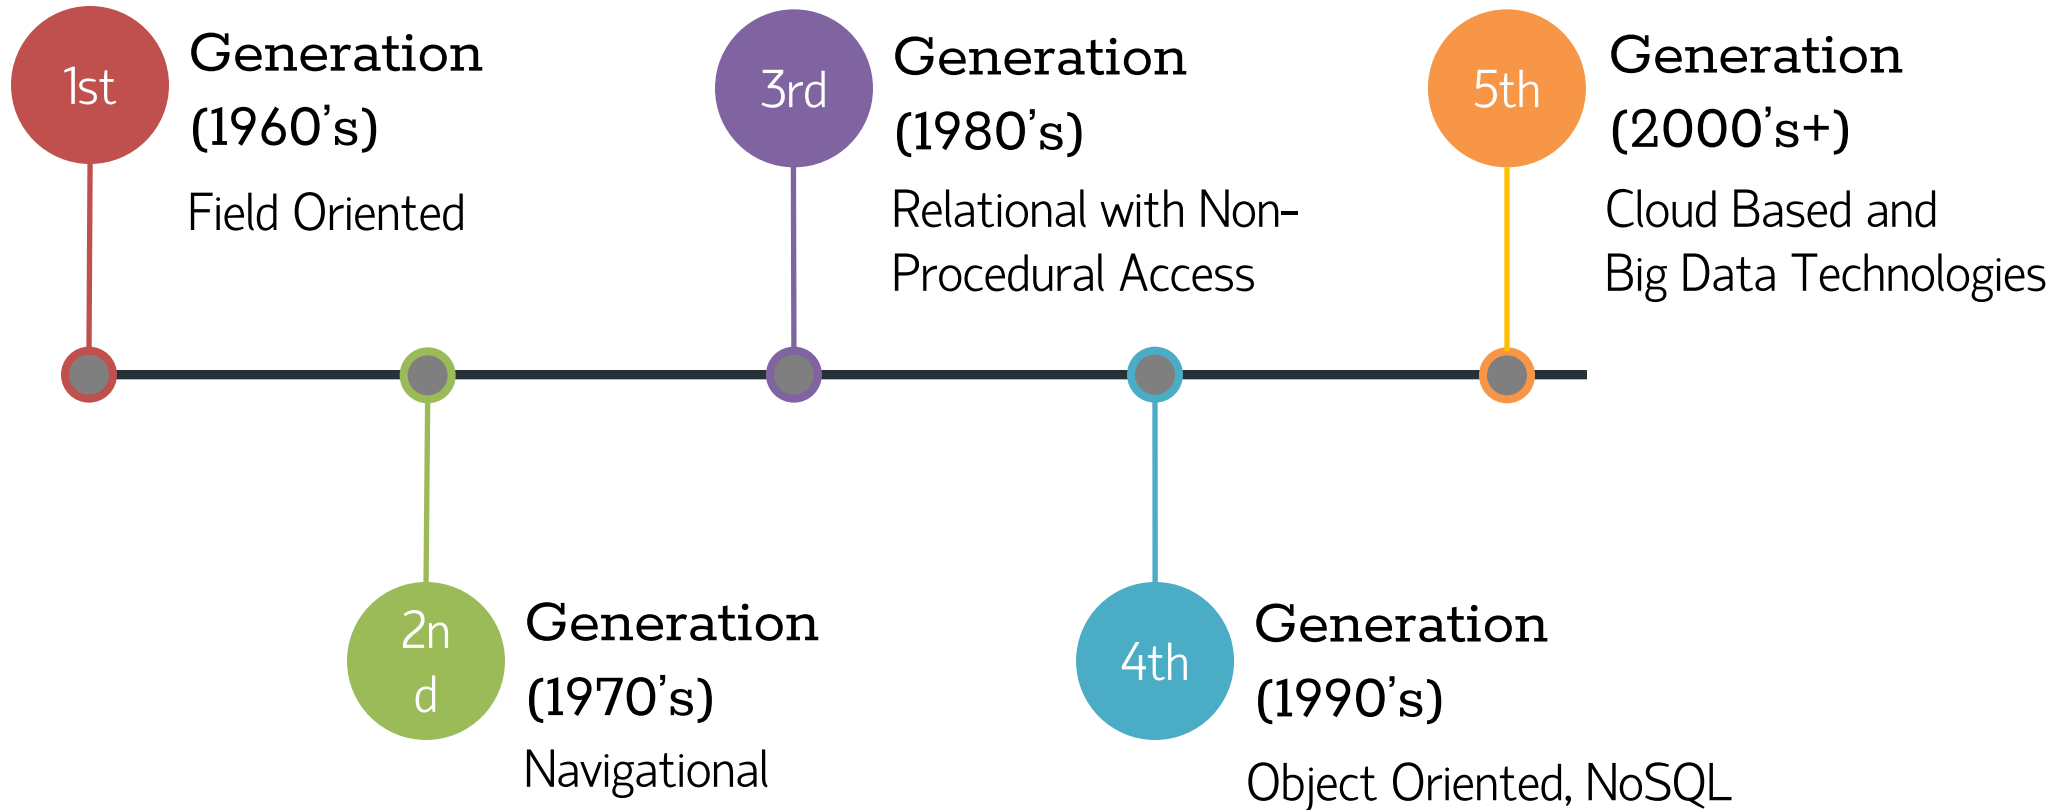 1st
Generation
(1960's)
Field Oriented
2n
d
Generation
(1970's)
Navigational
3rd
Generation
(1980's)
Relational with Non-
Procedural Access
4th
Generation
(1990's)
Object Oriented, NoSQL
5th
Generation
(2000's+)
Cloud Based and
Big Data Technologies